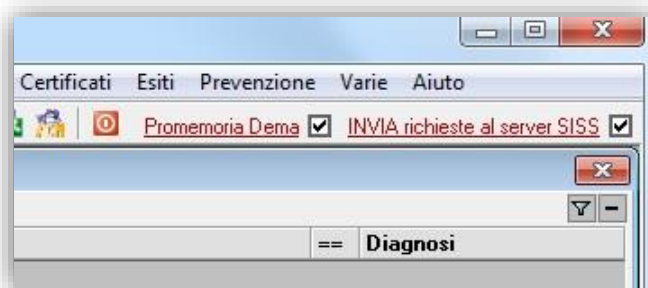 Certificati Esiti Prevenzione Varie Aiuto
Promemoria Dema INVIA richieste al server SISS
== Diagnosi